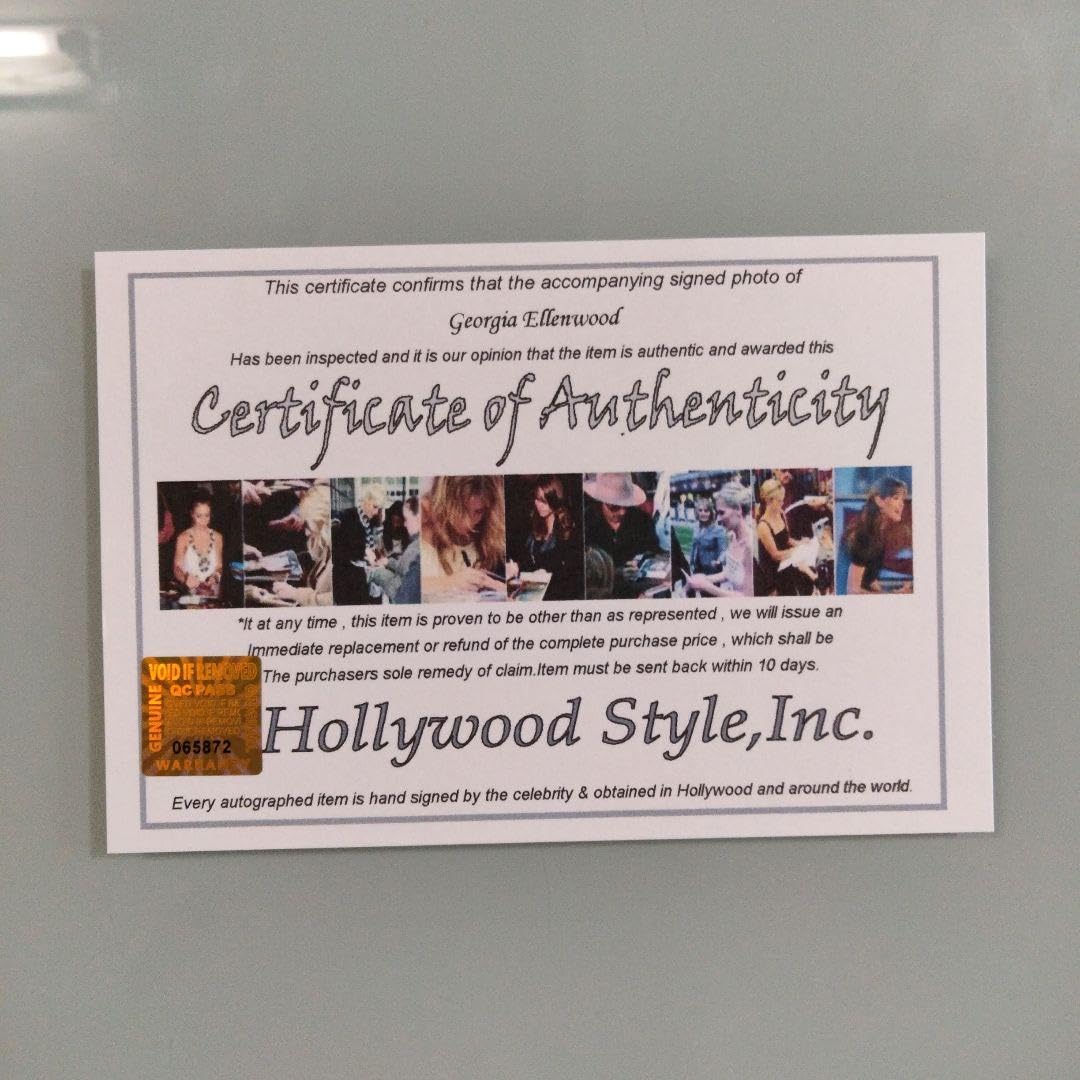 This certificate confirms that the accompanying signed photo of
Georgia Ellenwood
Has been inspected and it is our opinion that the item is authentic and awarded this
Certificate of Authenticity
*It at any time , this item is proven to be other than as represented , we will issue an
Immediate replacement or refund of the complete purchase price , which shall be
The purchasers sole remedy of claim.Item must be sent back within 10 days.
VOID IF REMOVED
QC PASS
GENUINE
065872
WARRANTY
Hollywood Style,Inc.
Every autographed item is hand signed by the celebrity & obtained in Hollywood and around the world.